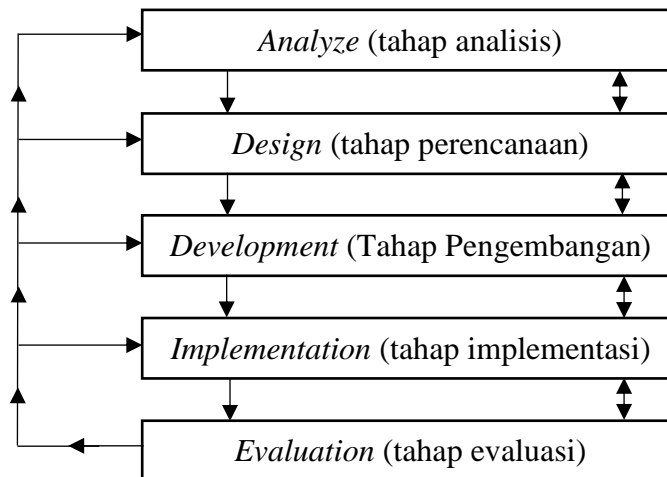 Analyze (tahap analisis)
Design (tahap perencanaan)
Development (Tahap Pengembangan)
Implementation (tahap implementasi)
Evaluation (tahap evaluasi)